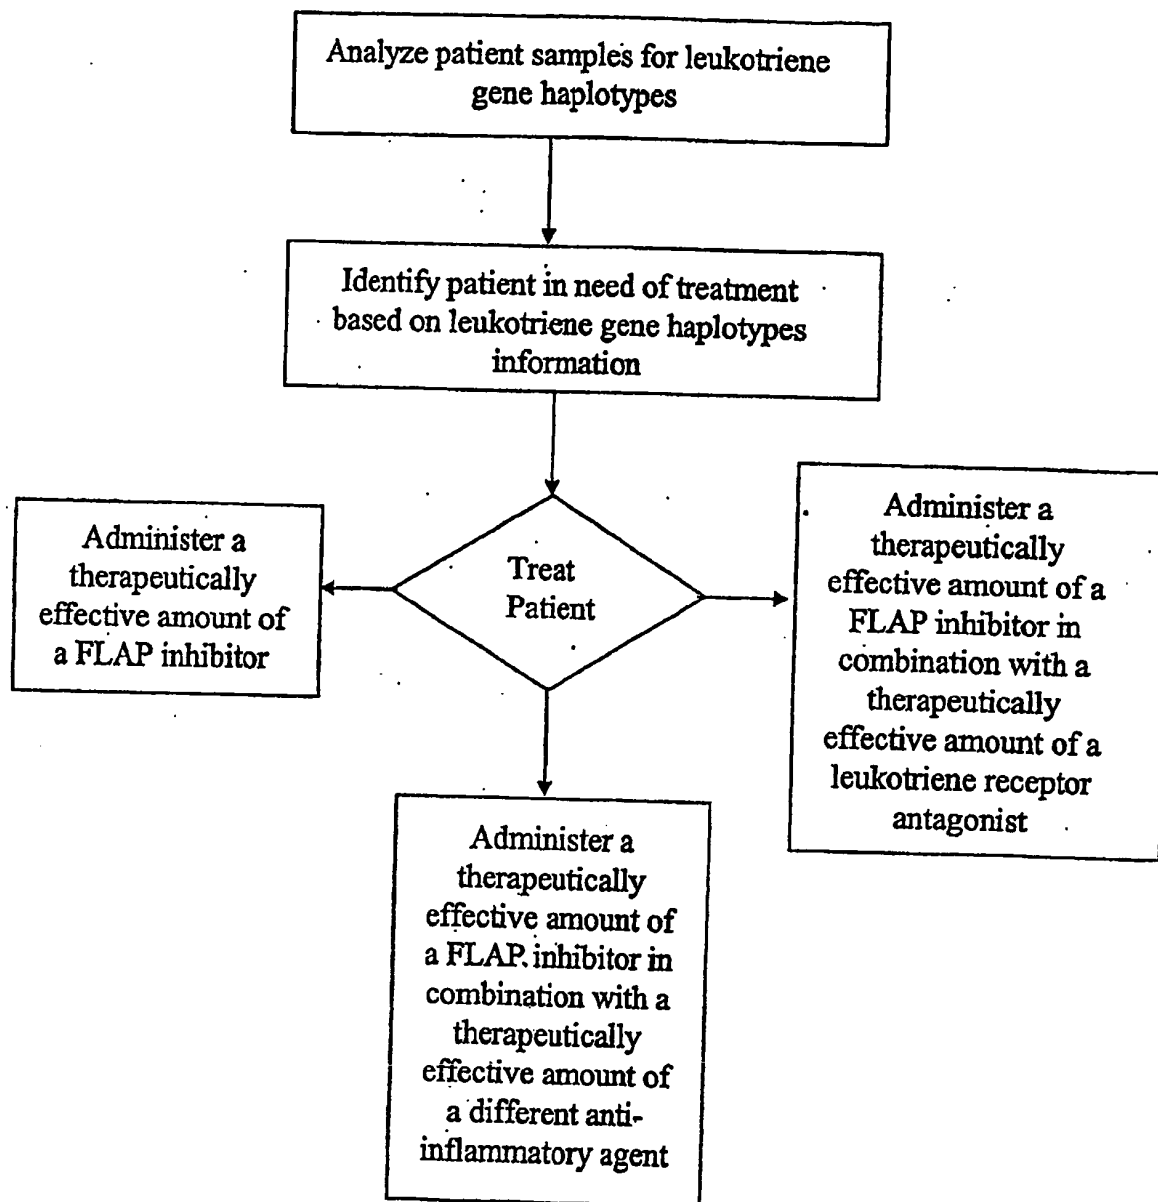 Analyze patient samples for leukotriene
gene haplotypes
Identify patient in need of treatment
based on leukotriene gene haplotypes
information
Treat
Patient
Administer a
therapeutically
effective amount of
a FLAP inhibitor
Administer a
therapeutically
effective amount of a
FLAP inhibitor in
combination with a
therapeutically
effective amount of a
leukotriene receptor
antagonist
Administer a
therapeutically
effective amount of
a FLAP inhibitor in
combination with a
therapeutically
effective amount of
a different anti-
inflammatory agent